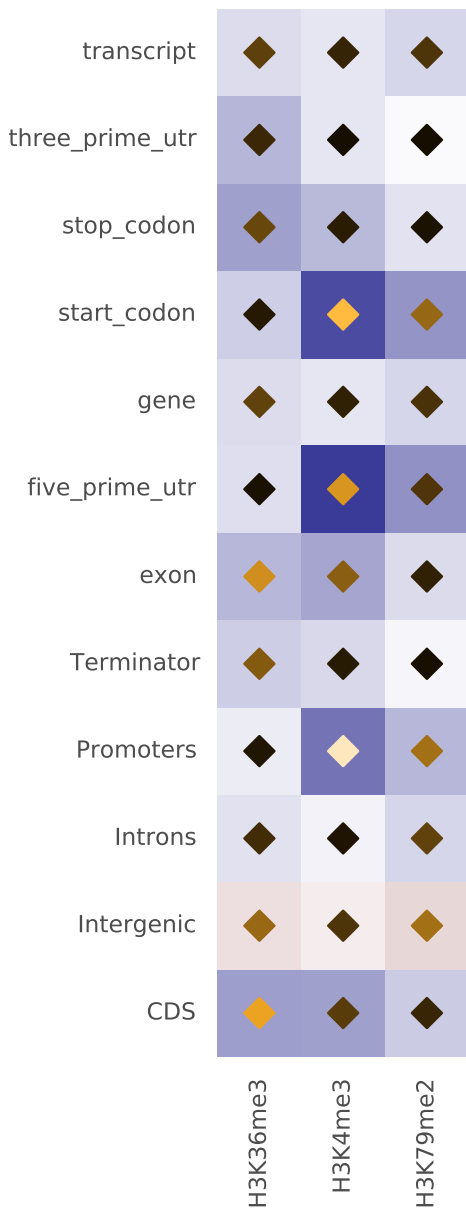 transcript
three_prime_utr
stop_codon
start_codon
gene
five_prime_utr
exon
Terminator
Promoters
Introns
Intergenic
CDS
H3K36me3
H3K4me3
H3K79me2